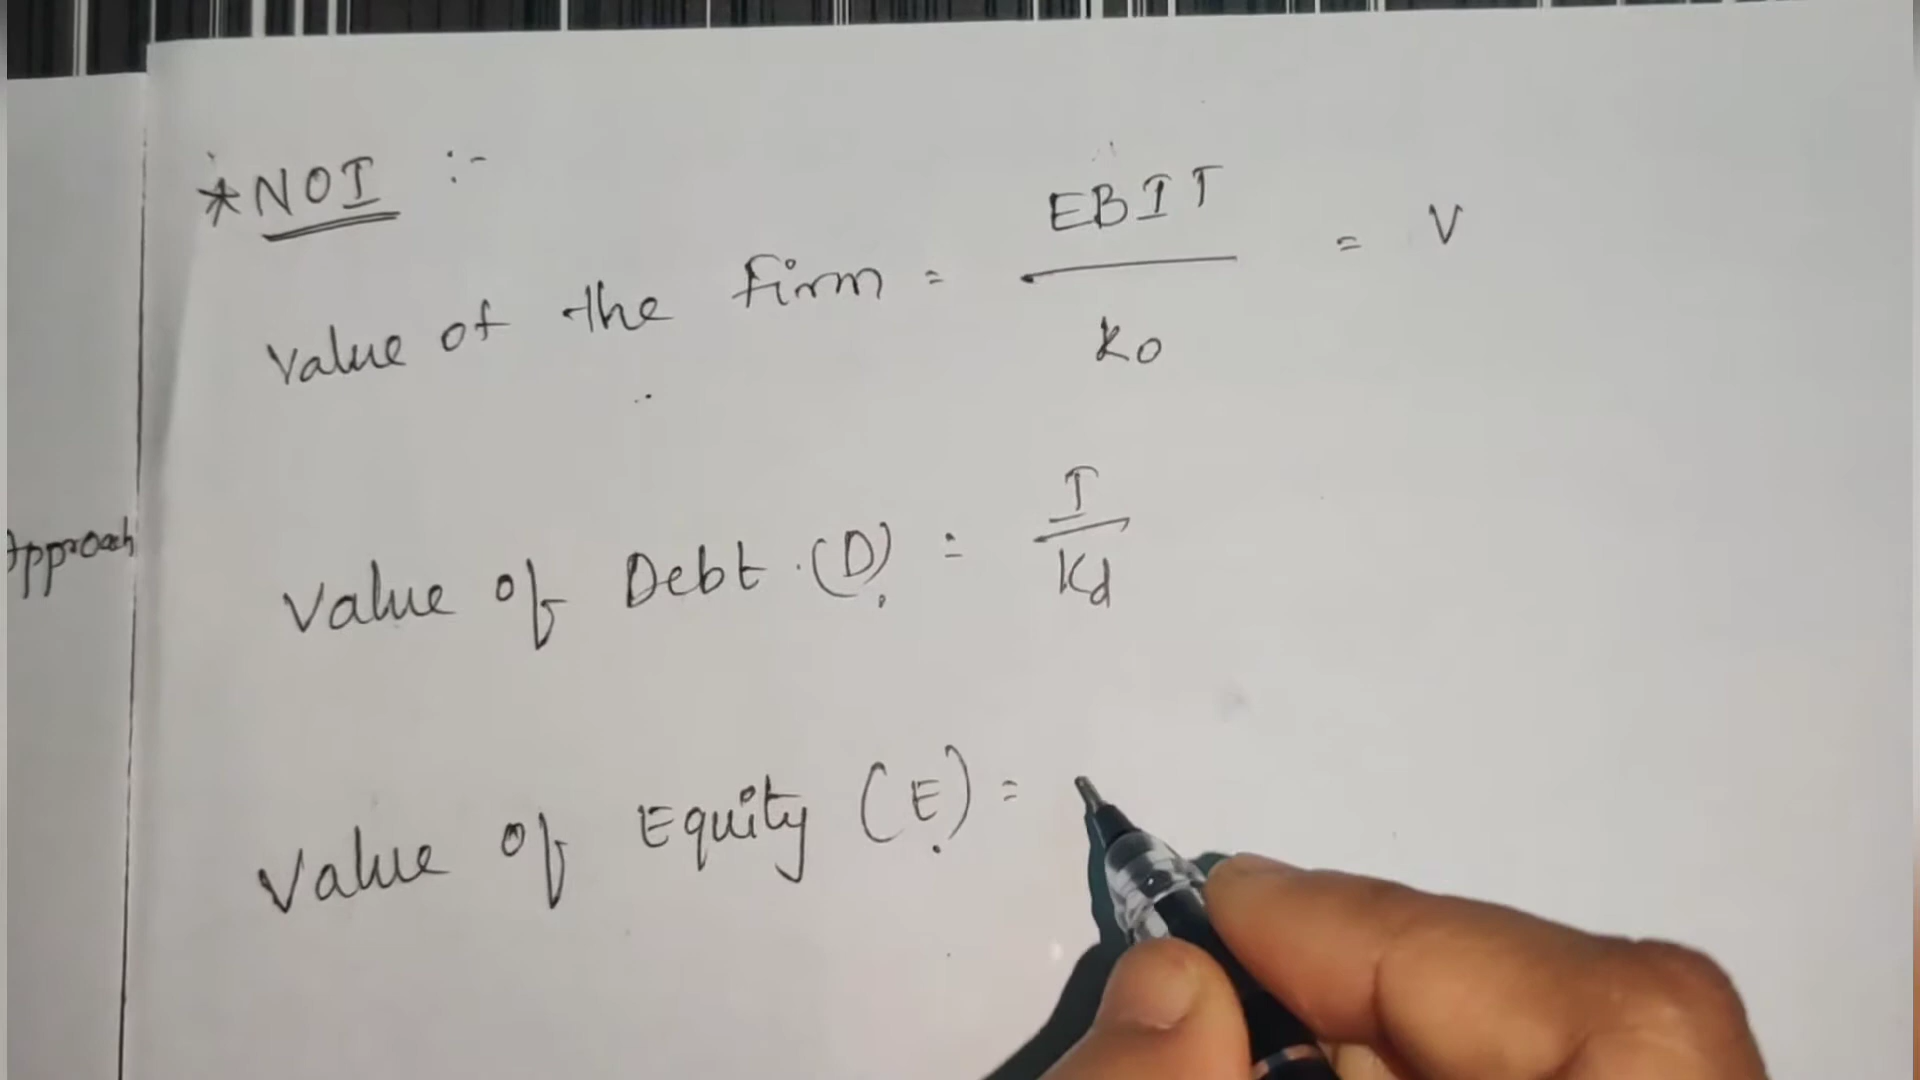 *NOI :-
Value of the firm = EBIT / Ko = V
Value of Debt (D) = I / Kd
Value of Equity (E) =
Approach